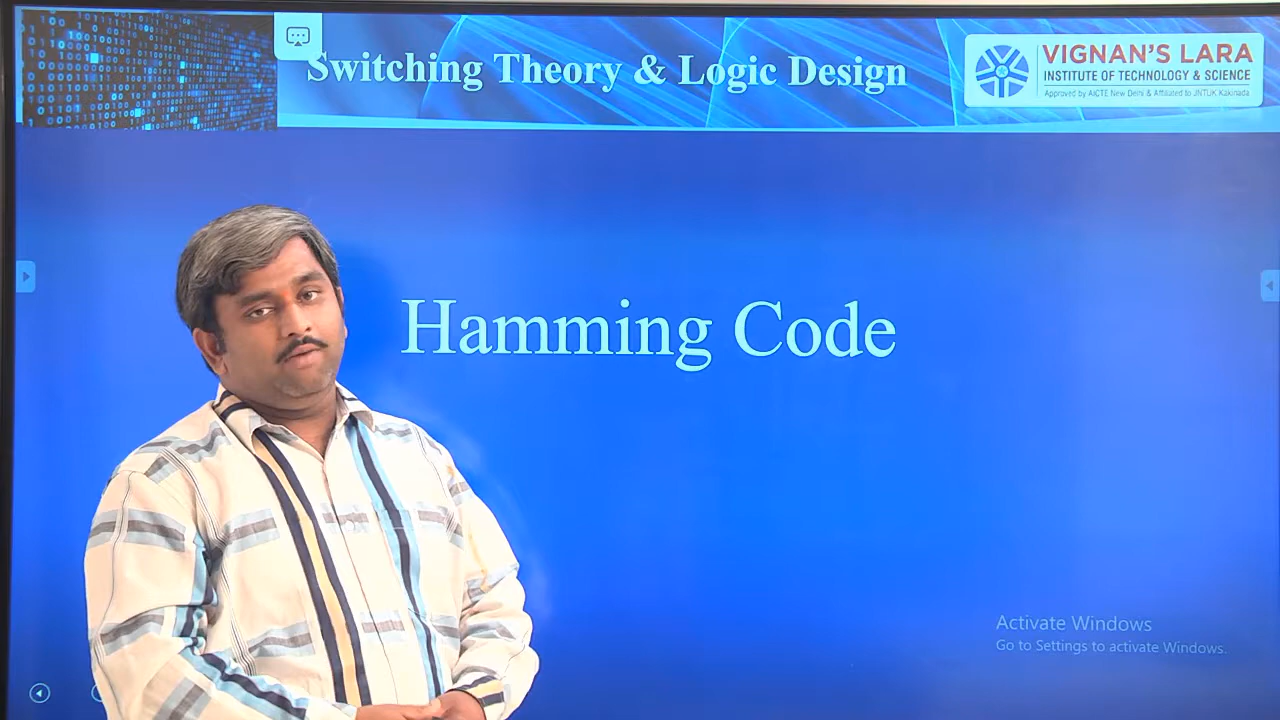 Switching Theory & Logic Design
VIGNAN'S LARA
INSTITUTE OF TECHNOLOGY & SCIENCE
Approved by AICTE New Delhi & Affiliated to JNTUK Kakinada
Hamming Code
Activate Windows
Go to Settings to activate Windows.